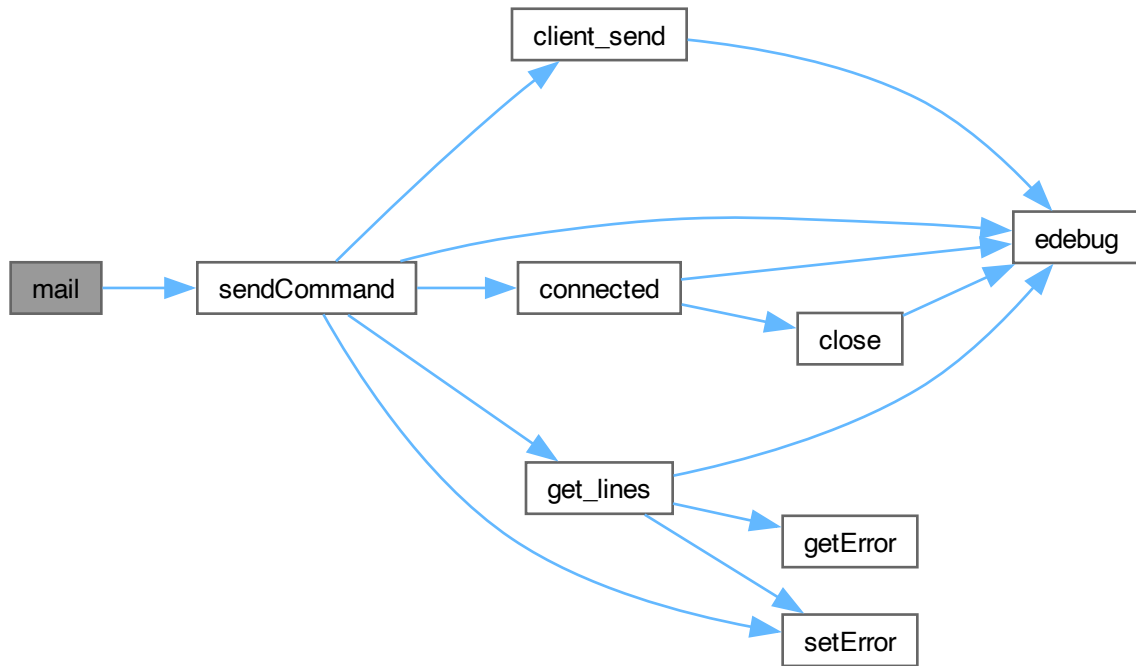 client_send
edebug
mail
sendCommand
connected
close
get_lines
getError
setError